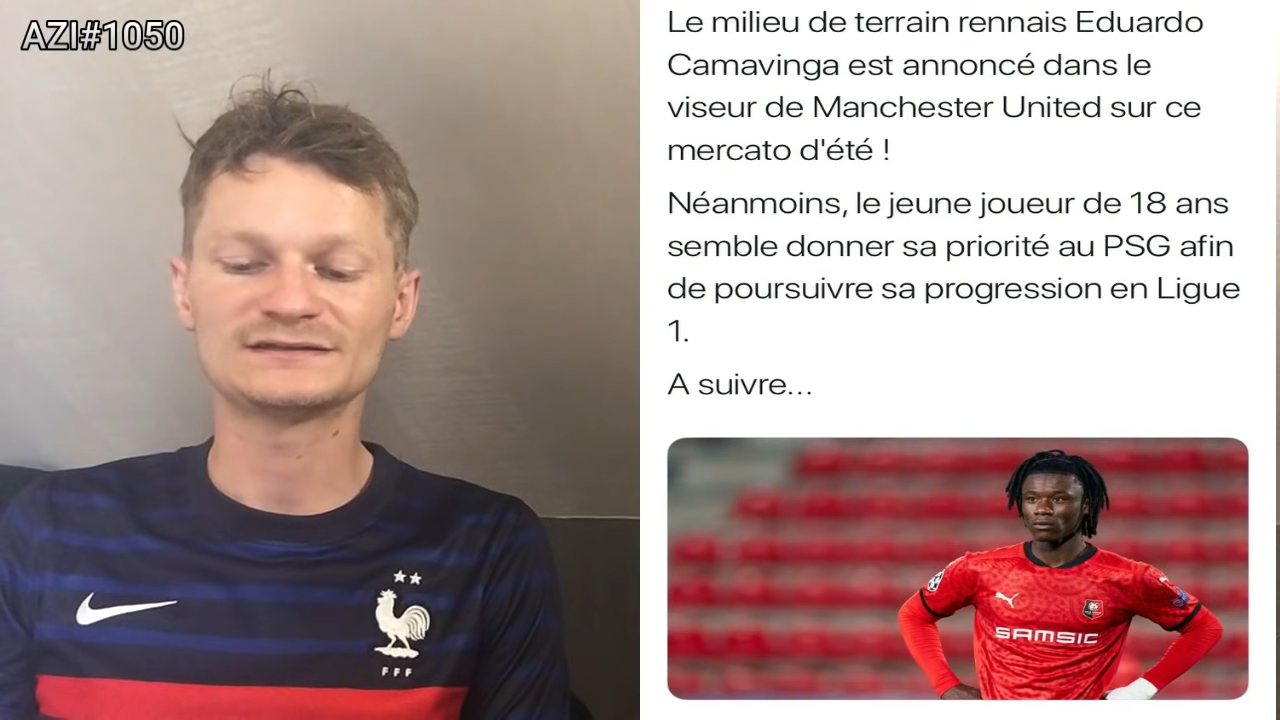 AZI#1050
Le milieu de terrain rennais Eduardo
Camavinga est annoncé dans le
viseur de Manchester United sur ce
mercato d'été !
Néanmoins, le jeune joueur de 18 ans
semble donner sa priorité au PSG afin
de poursuivre sa progression en Ligue
1.
A suivre...
FFF
SAMSIC